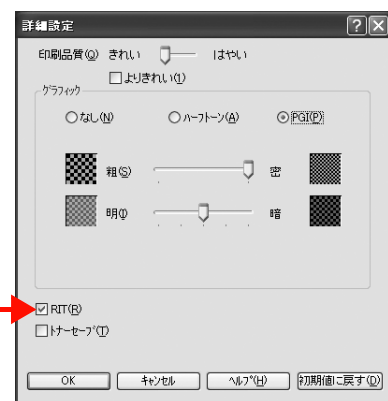 詳細設定
印刷品質(Q) きれい はやい
よりきれい(1)
グラフィック
なし(N) ハーフトーン(A) PGI(P)
粗(S) 密
明(I) 暗
RIT(R)
トナーセーブ(T)
OK キャンセル ヘルプ(H) 初期値に戻す(D)